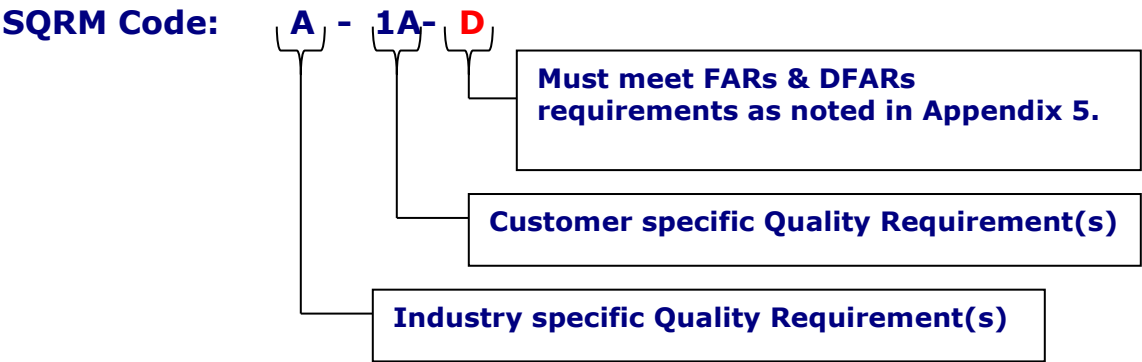 SQRM Code: A - 1A- D
Must meet FARs & DFARs
requirements as noted in Appendix 5.
Customer specific Quality Requirement(s)
Industry specific Quality Requirement(s)